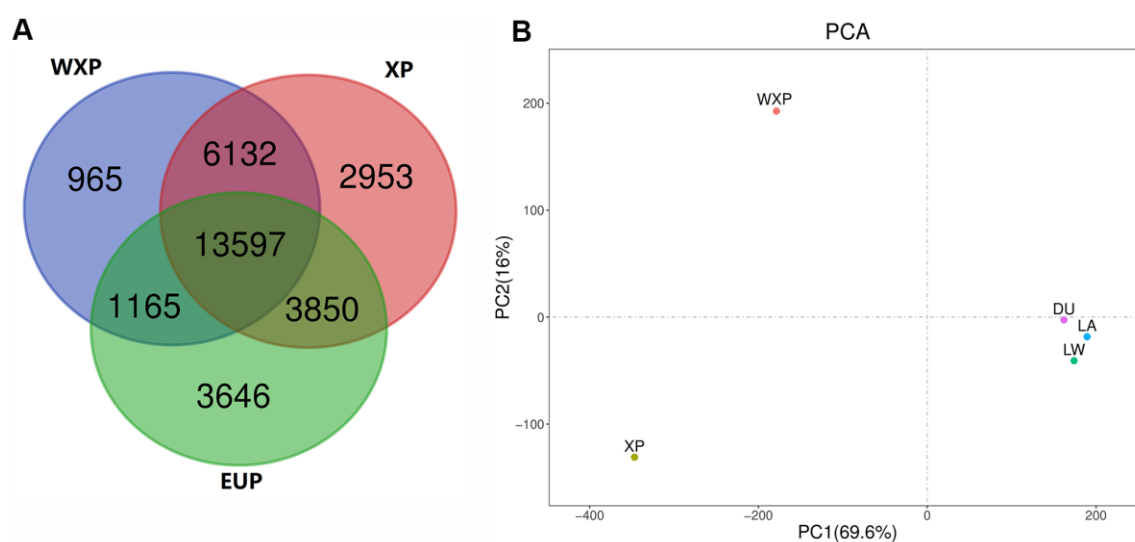 A
WXP
XP
965
6132
2953
13597
1165
3850
3646
EUP
B
PCA
WXP
DU
LA
LW
XP
PC2(16%)
200
100
0
−100
−400
−200
0
200
PC1(69.6%)